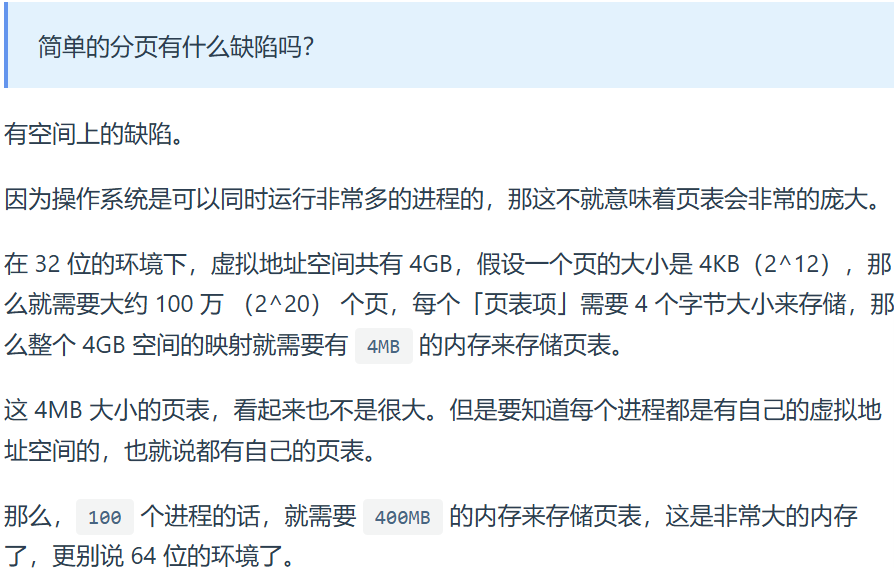 简单的分页有什么缺陷吗？
有空间上的缺陷。
因为操作系统是可以同时运行非常多的进程的，那这不就意味着页表会非常的庞大。
在 32 位的环境下，虚拟地址空间共有 4GB，假设一个页的大小是 4KB（2^12），那
么就需要大约 100 万 （2^20） 个页，每个「页表项」需要 4 个字节大小来存储，那
么整个 4GB 空间的映射就需要有 4MB 的内存来存储页表。
这 4MB 大小的页表，看起来也不是很大。但是要知道每个进程都是有自己的虚拟地
址空间的，也就说都有自己的页表。
那么，100 个进程的话，就需要 400MB 的内存来存储页表，这是非常大的内存
了，更别说 64 位的环境了。